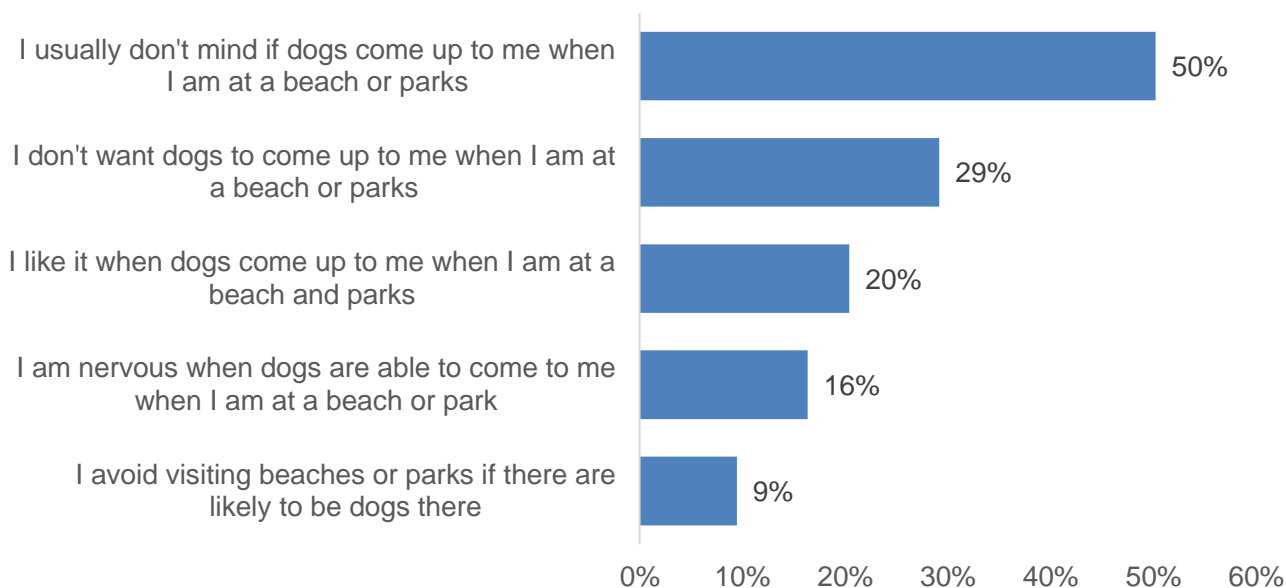 I usually don't mind if dogs come up to me when
I am at a beach or parks
50%
I don't want dogs to come up to me when I am at
a beach or parks
29%
I like it when dogs come up to me when I am at a
beach and parks
20%
I am nervous when dogs are able to come to me
when I am at a beach or park
16%
I avoid visiting beaches or parks if there are
likely to be dogs there
9%
0% 10% 20% 30% 40% 50% 60%